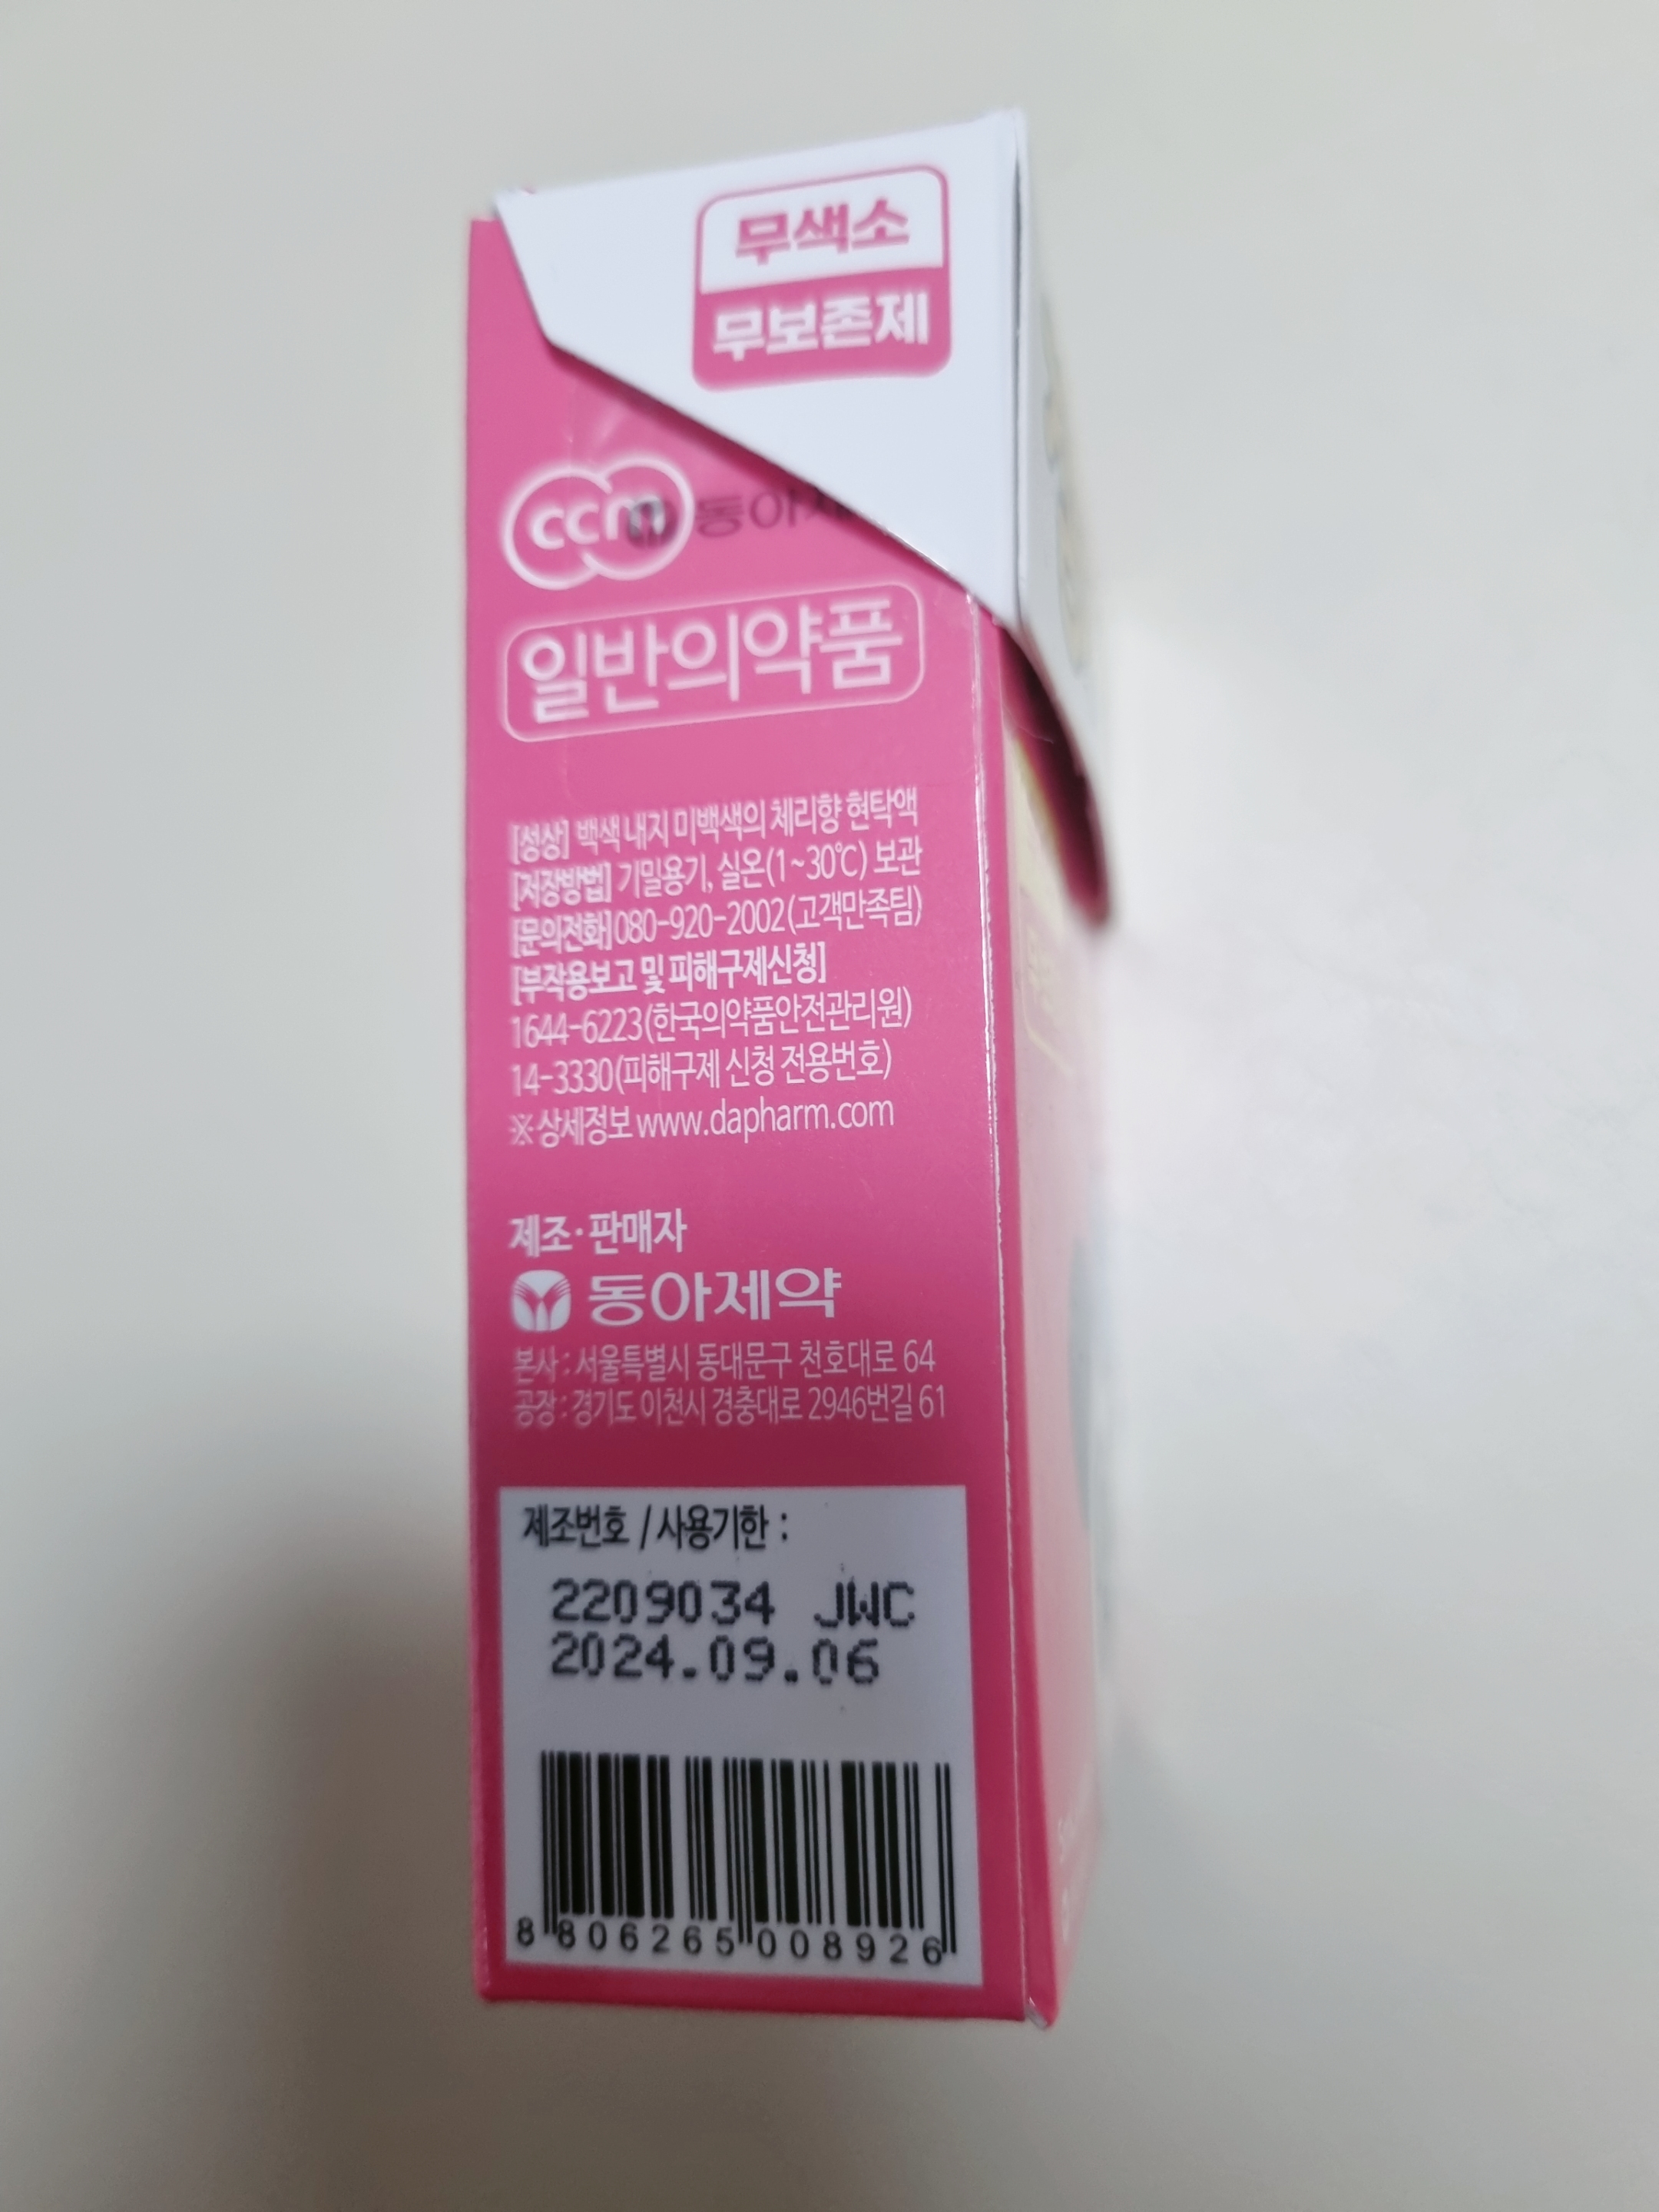 무색소
무보존제
ccm 동아제
일반의약품
[성상] 백색 내지 미백색의 체리향 현탁액
[저장방법] 기밀용기, 실온(1~30℃) 보관
[문의전화]080-920-2002(고객만족팀)
[부작용보고 및 피해구제신청]
1644-6223(한국의약품안전관리원)
14-3330(피해구제 신청 전용번호)
※상세정보 www.dapharm.com
제조·판매자
동아제약
본사 : 서울특별시 동대문구 천호대로 64
공장 : 경기도 이천시 경충대로 2946번길 61
제조번호 / 사용기한 :
2209034 JWC
2024.09.06
8 806265 008926